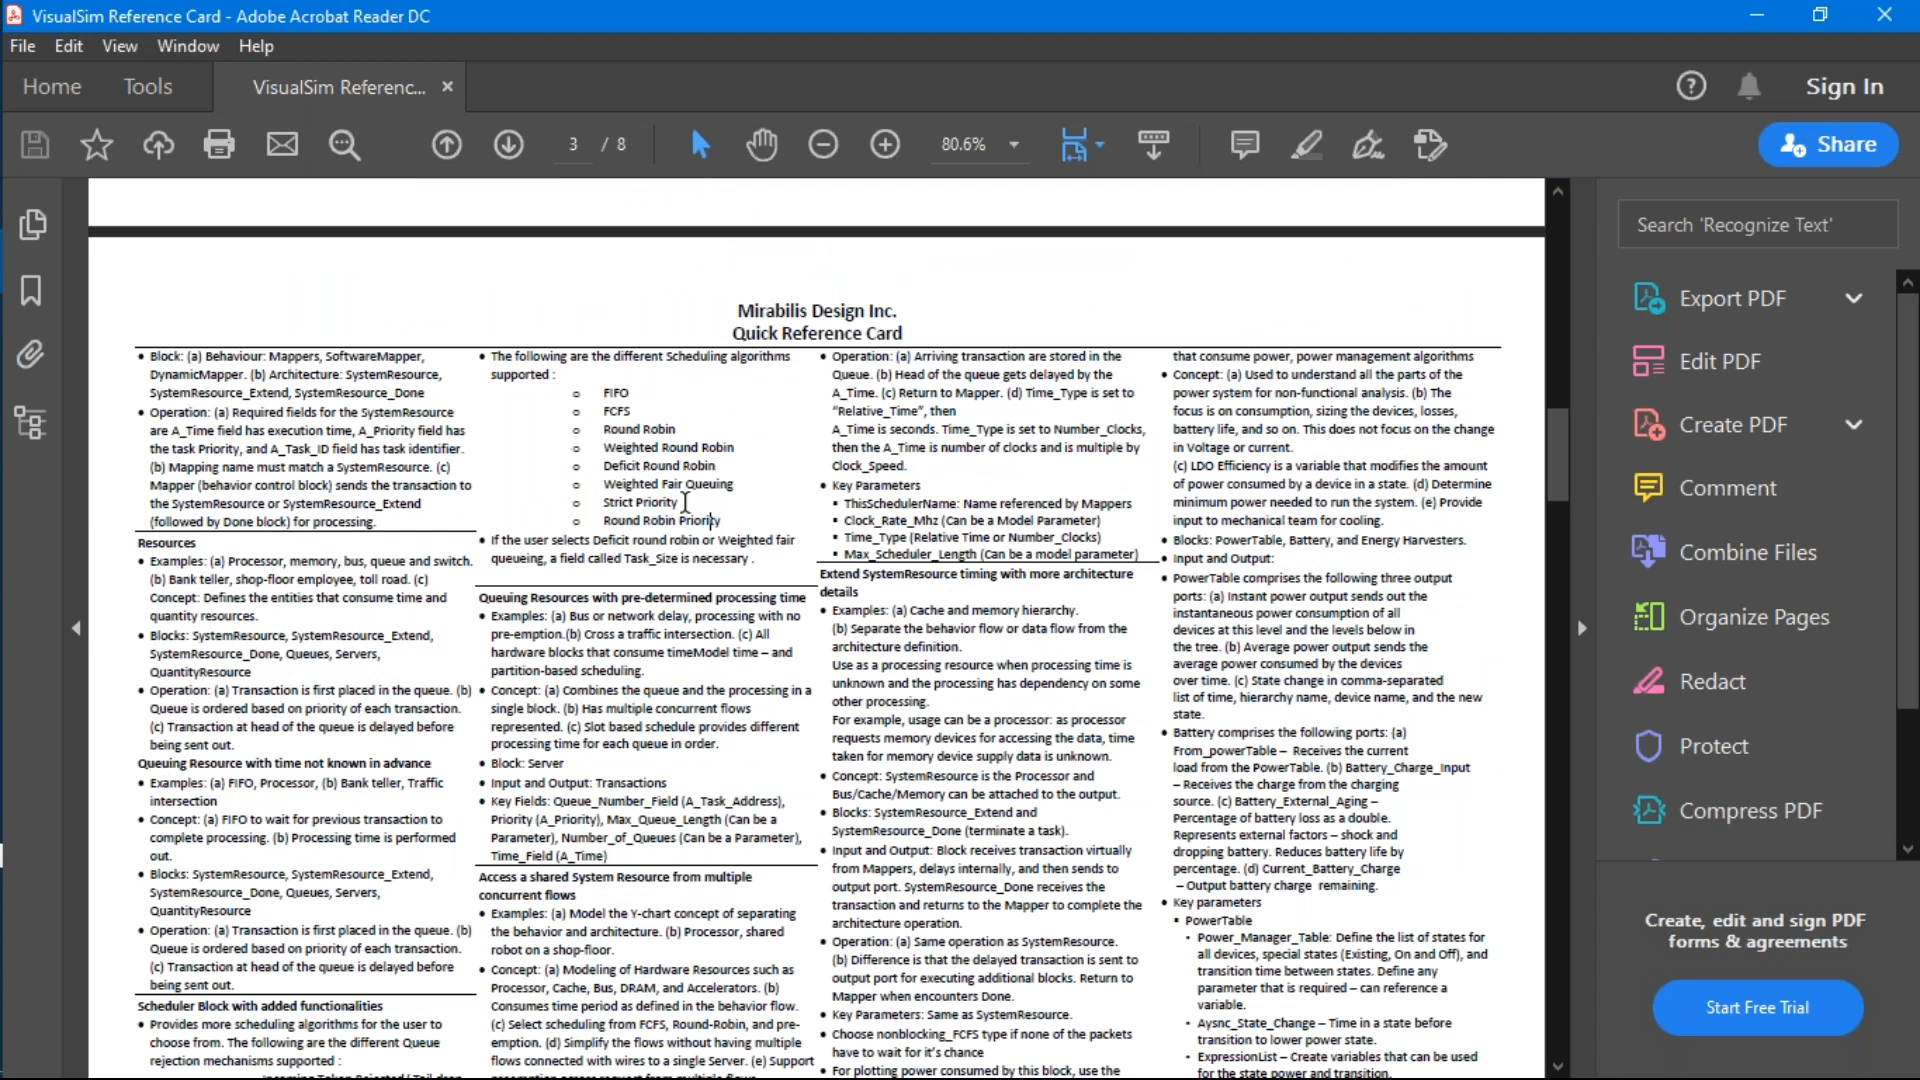 VisualSim Reference Card - Adobe Acrobat Reader DC
File Edit View Window Help
Home Tools VisualSim Referenc... ×
Sign In
3 / 8
80.6%
Share
Mirabilis Design Inc.
Quick Reference Card
• Block: (a) Behaviour: Mappers, SoftwareMapper,
DynamicMapper. (b) Architecture: SystemResource,
SystemResource_Extend, SystemResource_Done
• Operation: (a) Required fields for the SystemResource
are A_Time field has execution time, A_Priority field has
the task Priority, and A_Task_ID field has task identifier.
(b) Mapping name must match a SystemResource. (c)
Mapper (behavior control block) sends the transaction to
the SystemResource or SystemResource_Extend
(followed by Done block) for processing.
Resources
• Examples: (a) Processor, memory, bus, queue and switch.
(b) Bank teller, shop-floor employee, toll road. (c)
Concept: Defines the entities that consume time and
quantity resources.
• Blocks: SystemResource, SystemResource_Extend,
SystemResource_Done, Queues, Servers,
QuantityResource
• Operation: (a) Transaction is first placed in the queue. (b)
Queue is ordered based on priority of each transaction.
(c) Transaction at head of the queue is delayed before
being sent out.
Queuing Resource with time not known in advance
• Examples: (a) FIFO, Processor, (b) Bank teller, Traffic
intersection
• Concept: (a) FIFO to wait for previous transaction to
complete processing. (b) Processing time is performed
out.
• Blocks: SystemResource, SystemResource_Extend,
SystemResource_Done, Queues, Servers,
QuantityResource
• Operation: (a) Transaction is first placed in the queue. (b)
Queue is ordered based on priority of each transaction.
(c) Transaction at head of the queue is delayed before
being sent out.
Scheduler Block with added functionalities
• Provides more scheduling algorithms for the user to
choose from. The following are the different Queue
rejection mechanisms supported :
• The following are the different Scheduling algorithms
supported :
o FIFO
o FCFS
o Round Robin
o Weighted Round Robin
o Deficit Round Robin
o Weighted Fair Queuing
o Strict Priority
o Round Robin Priority
• If the user selects Deficit round robin or Weighted fair
queueing, a field called Task_Size is necessary .
Queuing Resources with pre-determined processing time
• Examples: (a) Bus or network delay, processing with no
pre-emption.(b) Cross a traffic intersection. (c) All
hardware blocks that consume timeModel time – and
partition-based scheduling.
• Concept: (a) Combines the queue and the processing in a
single block. (b) Has multiple concurrent flows
represented. (c) Slot based schedule provides different
processing time for each queue in order.
• Block: Server
• Input and Output: Transactions
• Key Fields: Queue_Number_Field (A_Task_Address),
Priority (A_Priority), Max_Queue_Length (Can be a
Parameter), Number_of_Queues (Can be a Parameter),
Time_Field (A_Time)
Access a shared System Resource from multiple
concurrent flows
• Examples: (a) Model the Y-chart concept of separating
the behavior and architecture. (b) Processor, shared
robot on a shop-floor.
• Concept: (a) Modeling of Hardware Resources such as
Processor, Cache, Bus, DRAM, and Accelerators. (b)
Consumes time period as defined in the behavior flow.
(c) Select scheduling from FCFS, Round-Robin, and pre-
emption. (d) Simplify the flows without having multiple
flows connected with wires to a single Server. (e) Support
• Operation: (a) Arriving transaction are stored in the
Queue. (b) Head of the queue gets delayed by the
A_Time. (c) Return to Mapper. (d) Time_Type is set to
“Relative_Time”, then
A_Time is seconds. Time_Type is set to Number_Clocks,
then the A_Time is number of clocks and is multiple by
Clock_Speed.
• Key Parameters
▪ ThisSchedulerName: Name referenced by Mappers
▪ Clock_Rate_Mhz (Can be a Model Parameter)
▪ Time_Type (Relative Time or Number_Clocks)
▪ Max_Scheduler_Length (Can be a model parameter)
Extend SystemResource timing with more architecture
details
• Examples: (a) Cache and memory hierarchy.
(b) Separate the behavior flow or data flow from the
architecture definition.
Use as a processing resource when processing time is
unknown and the processing has dependency on some
other processing.
For example, usage can be a processor: as processor
requests memory devices for accessing the data, time
taken for memory device supply data is unknown.
• Concept: SystemResource is the Processor and
Bus/Cache/Memory can be attached to the output.
• Blocks: SystemResource_Extend and
SystemResource_Done (terminate a task).
• Input and Output: Block receives transaction virtually
from Mappers, delays internally, and then sends to
output port. SystemResource_Done receives the
transaction and returns to the Mapper to complete the
architecture operation.
• Operation: (a) Same operation as SystemResource.
(b) Difference is that the delayed transaction is sent to
output port for executing additional blocks. Return to
Mapper when encounters Done.
• Key Parameters: Same as SystemResource.
• Choose nonblocking_FCFS type if none of the packets
have to wait for it's chance
• For plotting power consumed by this block, use the
that consume power, power management algorithms
• Concept: (a) Used to understand all the parts of the
power system for non-functional analysis. (b) The
focus is on consumption, sizing the devices, losses,
battery life, and so on. This does not focus on the change
in Voltage or current.
(c) LDO Efficiency is a variable that modifies the amount
of power consumed by a device in a state. (d) Determine
minimum power needed to run the system. (e) Provide
input to mechanical team for cooling.
• Blocks: PowerTable, Battery, and Energy Harvesters.
• Input and Output:
• PowerTable comprises the following three output
ports: (a) Instant power output sends out the
instantaneous power consumption of all
devices at this level and the levels below in
the tree. (b) Average power output sends the
average power consumed by the devices
over time. (c) State change in comma-separated
list of time, hierarchy name, device name, and the new
state.
• Battery comprises the following ports: (a)
From_powerTable – Receives the current
load from the PowerTable. (b) Battery_Charge_Input
– Receives the charge from the charging
source. (c) Battery_External_Aging –
Percentage of battery loss as a double.
Represents external factors – shock and
dropping battery. Reduces battery life by
percentage. (d) Current_Battery_Charge
– Output battery charge remaining.
• Key parameters
• PowerTable
• Power_Manager_Table: Define the list of states for
all devices, special states (Existing, On and Off), and
transition time between states. Define any
parameter that is required – can reference a
variable.
• Aysnc_State_Change – Time in a state before
transition to lower power state.
• ExpressionList – Create variables that can be used
for the state power and transition.
Search 'Recognize Text'
Export PDF
Edit PDF
Create PDF
Comment
Combine Files
Organize Pages
Redact
Protect
Compress PDF
Create, edit and sign PDF
forms & agreements
Start Free Trial